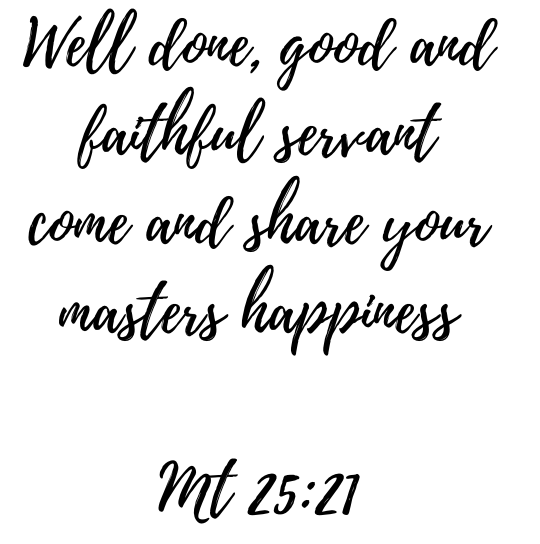 Well done, good and
faithful servant
come and share your
masters happiness
Mt 25:21